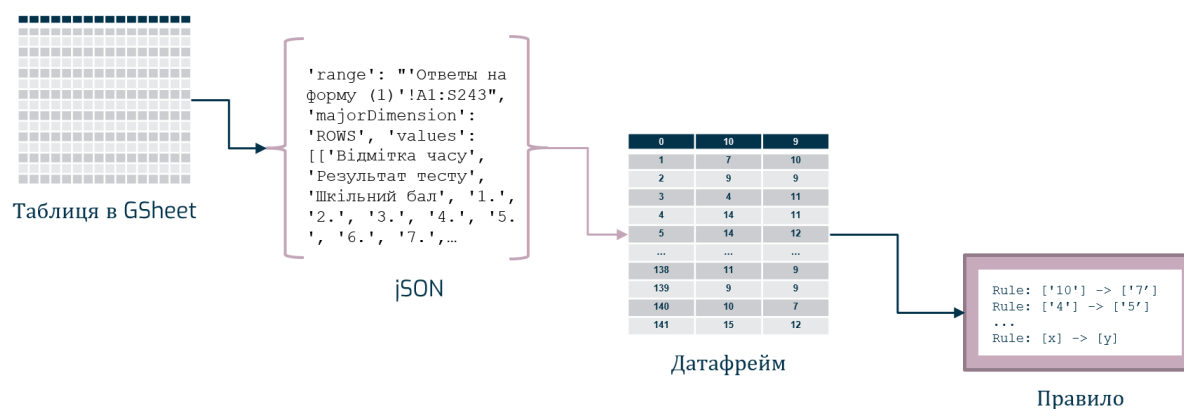 Таблиця в GSheet
'range': "'Ответы на
форму (1)'!A1:S243",
'majorDimension':
'ROWS', 'values':
[['Відмітка часу',
'Результат тесту',
'Шкільний бал', '1.',
'2.', '3.', '4.', '5.
', '6.', '7.',…
jSON
0 10 9
1 7 10
2 9 9
3 4 11
4 14 11
5 14 12
... ... ...
138 11 9
139 9 9
140 10 7
141 15 12
Датафрейм
Rule: ['10'] -> ['7’]
Rule: ['4'] -> ['5’]
...
Rule: [x] -> [y]
Правило